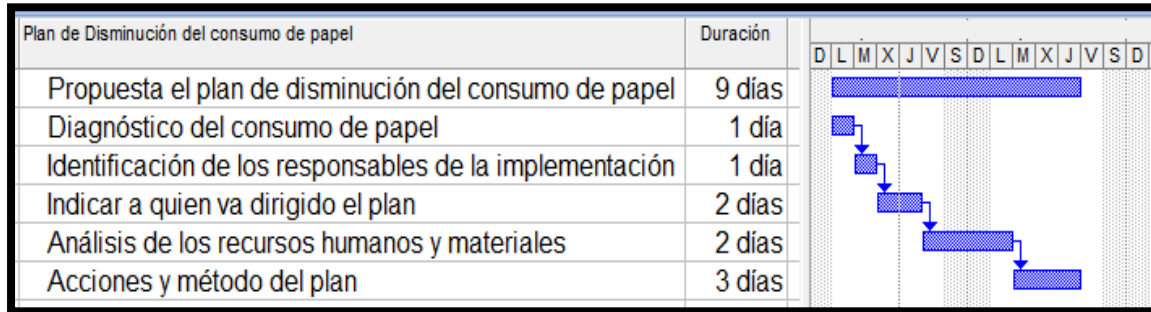 Plan de Disminución del consumo de papel Duración
D L M X J V S D L M X J V S D
Propuesta el plan de disminución del consumo de papel 9 días
Diagnóstico del consumo de papel 1 día
Identificación de los responsables de la implementación 1 día
Indicar a quien va dirigido el plan 2 días
Análisis de los recursos humanos y materiales 2 días
Acciones y método del plan 3 días